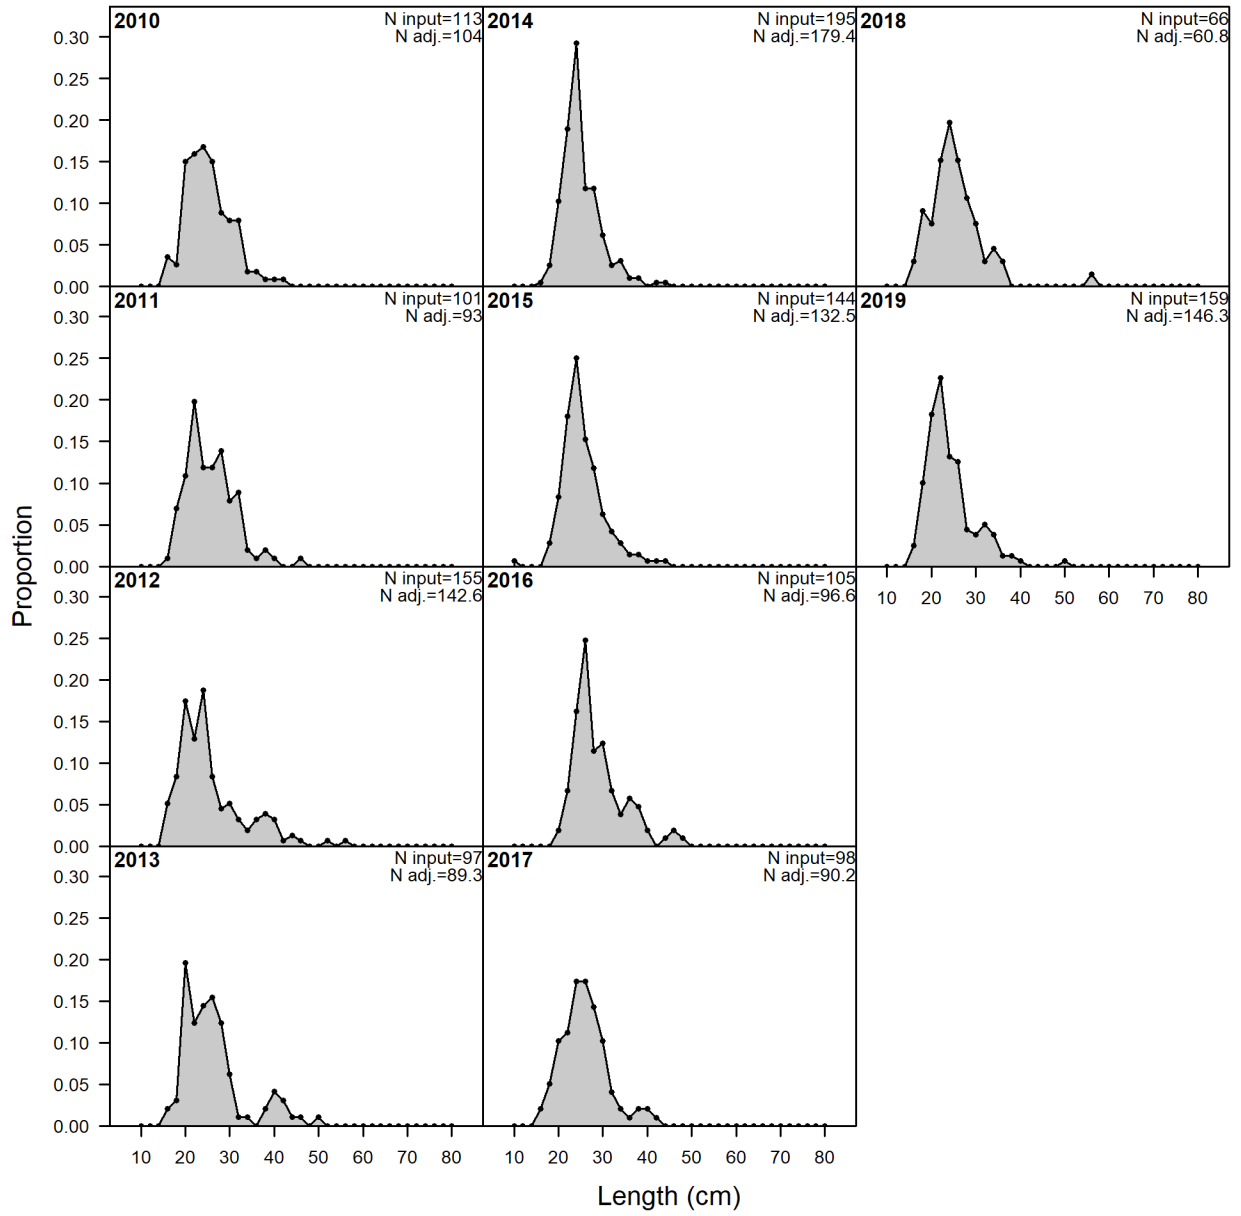 2010
N input=113
N adj.=104
0.30
0.25
0.20
0.15
0.10
0.05
0.00
2014
N input=195
N adj.=179.4
2018
N input=66
N adj.=60.8
2011
N input=101
N adj.=93
0.30
0.25
0.20
0.15
0.10
0.05
0.00
2015
N input=144
N adj.=132.5
2019
N input=159
N adj.=146.3
10 20 30 40 50 60 70 80
2012
N input=155
N adj.=142.6
0.30
0.25
0.20
0.15
0.10
0.05
0.00
2016
N input=105
N adj.=96.6
2013
N input=97
N adj.=89.3
0.30
0.25
0.20
0.15
0.10
0.05
0.00
2017
N input=98
N adj.=90.2
10 20 30 40 50 60 70 80
10 20 30 40 50 60 70 80
Proportion
Length (cm)